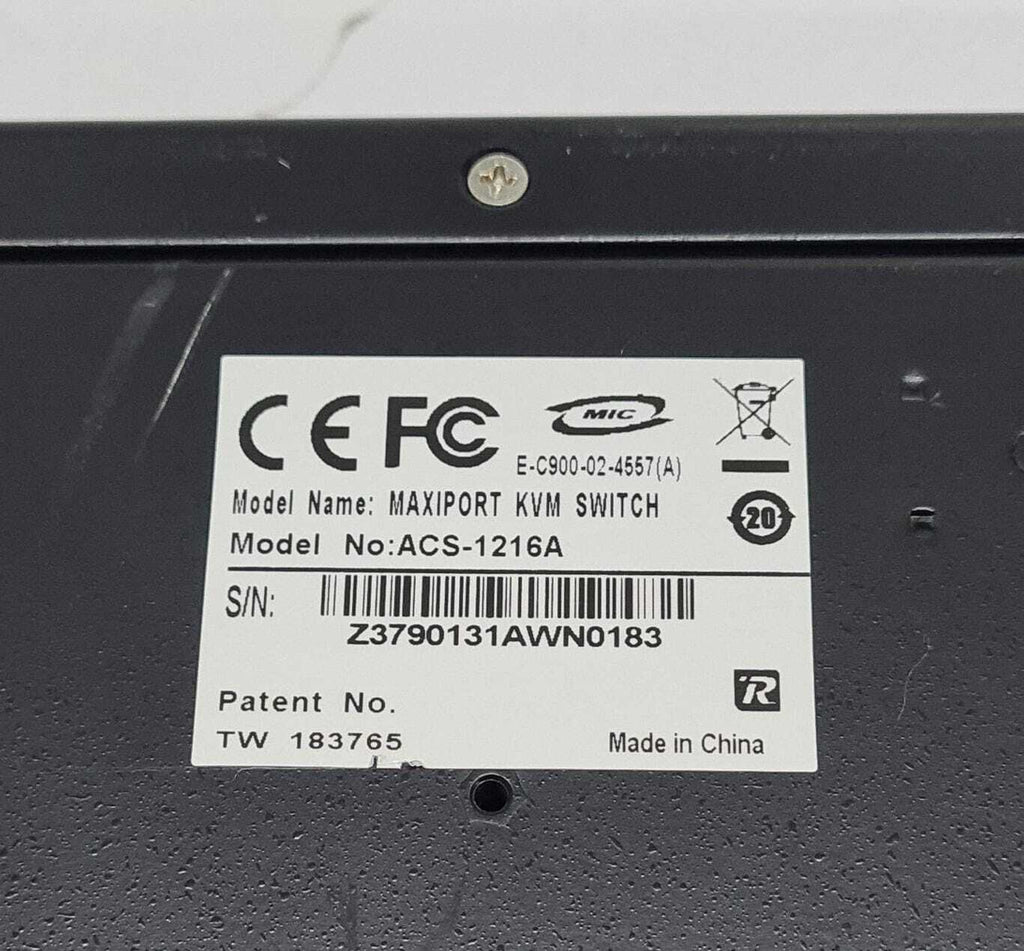 CE FC MIC
E-C900-02-4557(A)
Model Name: MAXIPORT KVM SWITCH
20
Model No:ACS-1216A
S/N:
Z3790131AWN0183
R
Patent No.
TW 183765
Made in China